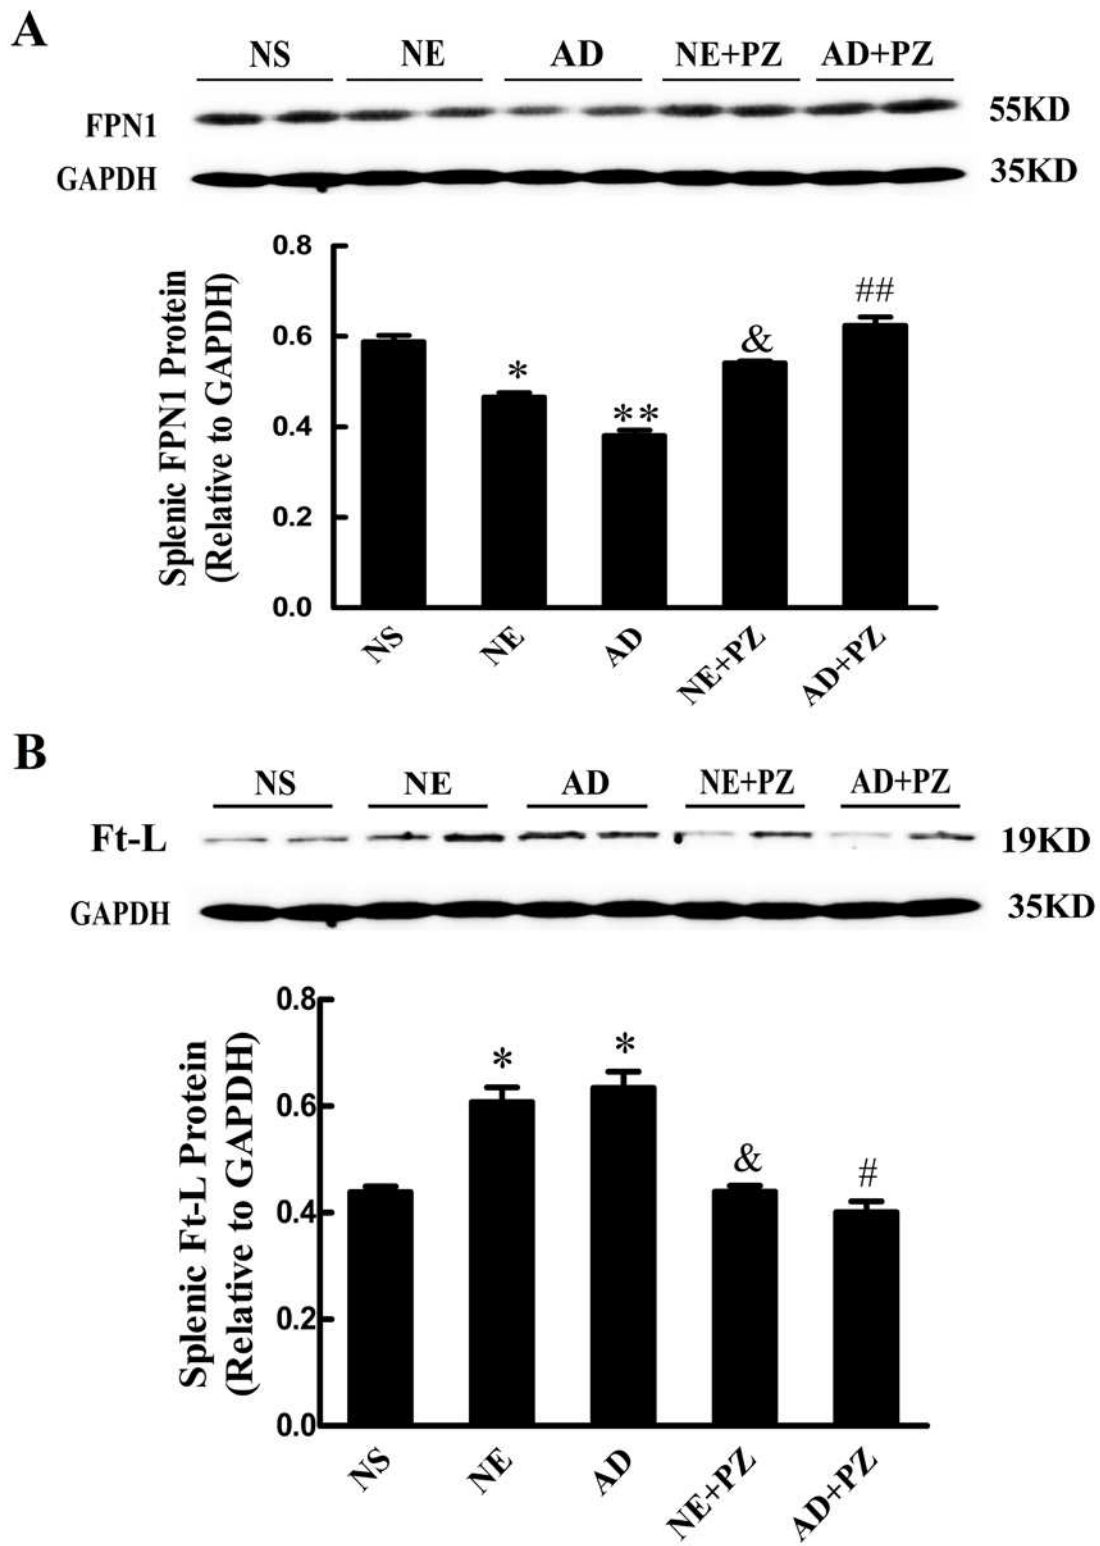 A
NS NE AD NE+PZ AD+PZ
FPN1 55KD
GAPDH 35KD
Splenic FPN1 Protein
(Relative to GAPDH)
0.8
0.6
0.4
0.2
0.0
* ** & ##
NS NE AD NE+PZ AD+PZ
B
NS NE AD NE+PZ AD+PZ
Ft-L 19KD
GAPDH 35KD
Splenic Ft-L Protein
(Relative to GAPDH)
0.8
0.6
0.4
0.2
0.0
* * & #
NS NE AD NE+PZ AD+PZ